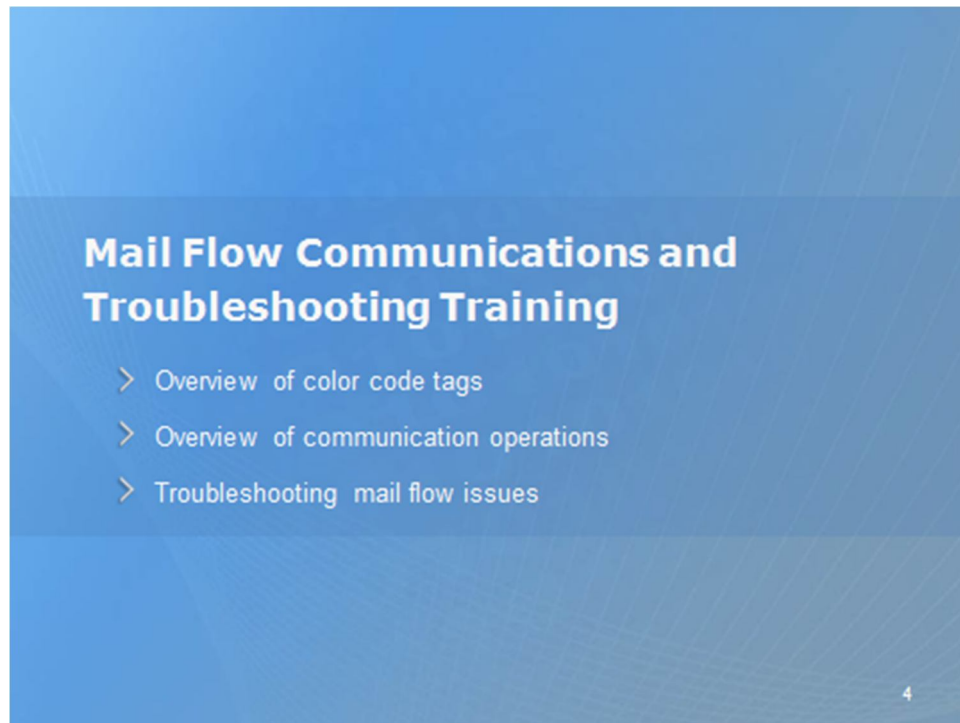 Mail Flow Communications and
Troubleshooting Training
Overview of color code tags
Overview of communication operations
Troubleshooting mail flow issues
4